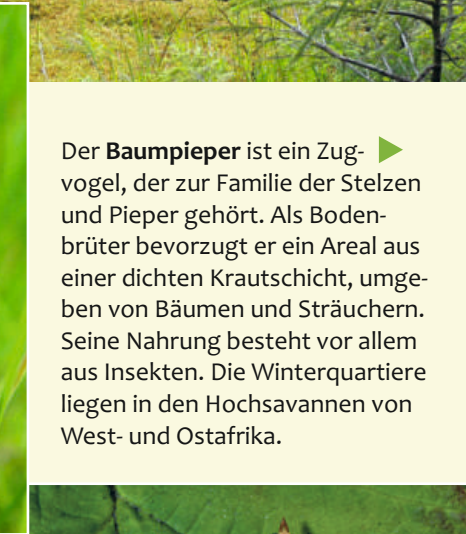 Der Baumpieper ist ein Zug-
vogel, der zur Familie der Stelzen
und Pieper gehört. Als Boden-
brüter bevorzugt er ein Areal aus
einer dichten Krautschicht, umge-
ben von Bäumen und Sträuchern.
Seine Nahrung besteht vor allem
aus Insekten. Die Winterquartiere
liegen in den Hochsavannen von
West- und Ostafrika.